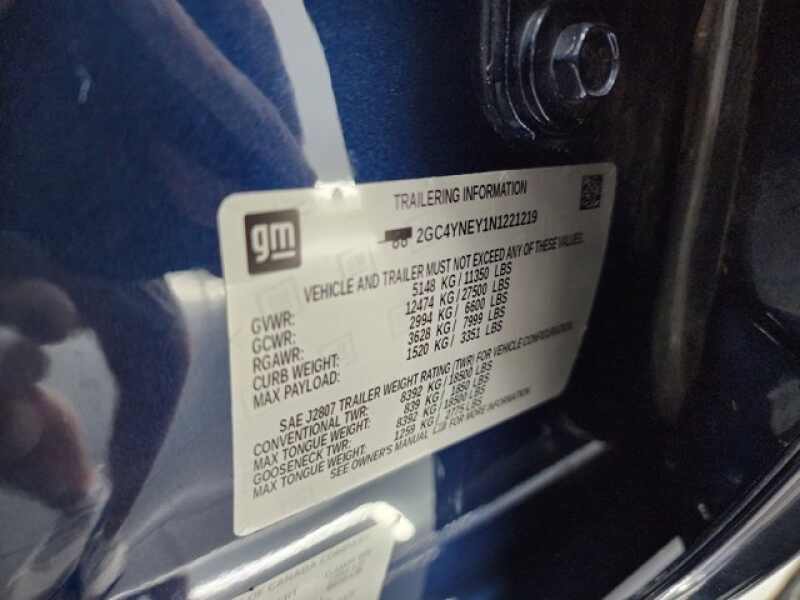 TRAILERING INFORMATION
gm
2GC4YNEY1N1221219
VEHICLE AND TRAILER MUST NOT EXCEED ANY OF THESE VALUES.
GVWR: 5148 KG / 11350 LBS
GCWR: 12474 KG / 27500 LBS
RGAWR: 2994 KG / 6600 LBS
CURB WEIGHT: 3628 KG / 7999 LBS
MAX PAYLOAD: 1520 KG / 3351 LBS
SAE J2807 TRAILER WEIGHT RATING (TWR) FOR VEHICLE CONFIGURATION.
CONVENTIONAL TWR: 8392 KG / 18500 LBS
MAX TONGUE WEIGHT: 839 KG / 1850 LBS
GOOSENECK TWR: 8392 KG / 18500 LBS
MAX TONGUE WEIGHT: 1259 KG / 2775 LBS
SEE OWNER'S MANUAL FOR MORE INFORMATION.
OF CANADA COMPANY